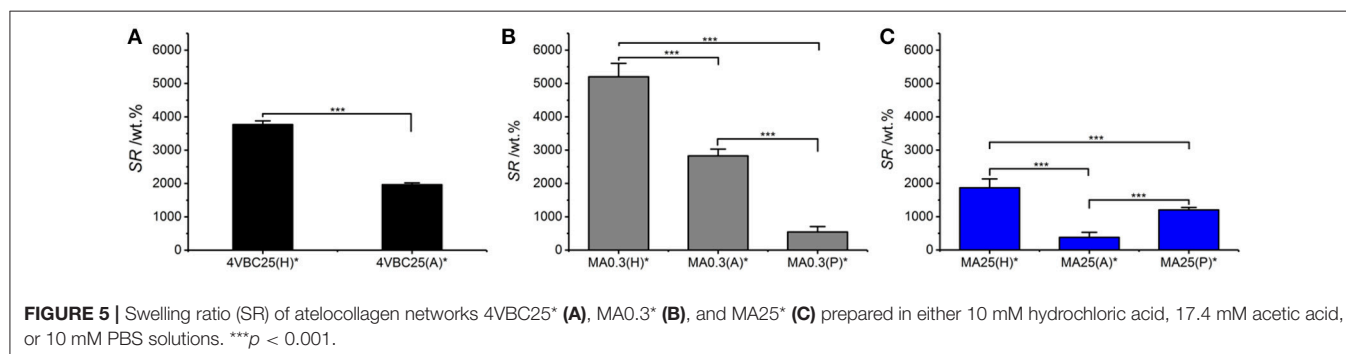 A
SR /wt.%
6000
5000
4000
3000
2000
1000
0
***
4VBC25(H)*
4VBC25(A)*
B
SR /wt.%
6000
5000
4000
3000
2000
1000
0
***
***
***
MA0.3(H)*
MA0.3(A)*
MA0.3(P)*
C
SR /wt.%
6000
5000
4000
3000
2000
1000
0
***
***
***
MA25(H)*
MA25(A)*
MA25(P)*
FIGURE 5 | Swelling ratio (SR) of atelocollagen networks 4VBC25* (A), MA0.3* (B), and MA25* (C) prepared in either 10 mM hydrochloric acid, 17.4 mM acetic acid,
or 10 mM PBS solutions. ***p < 0.001.